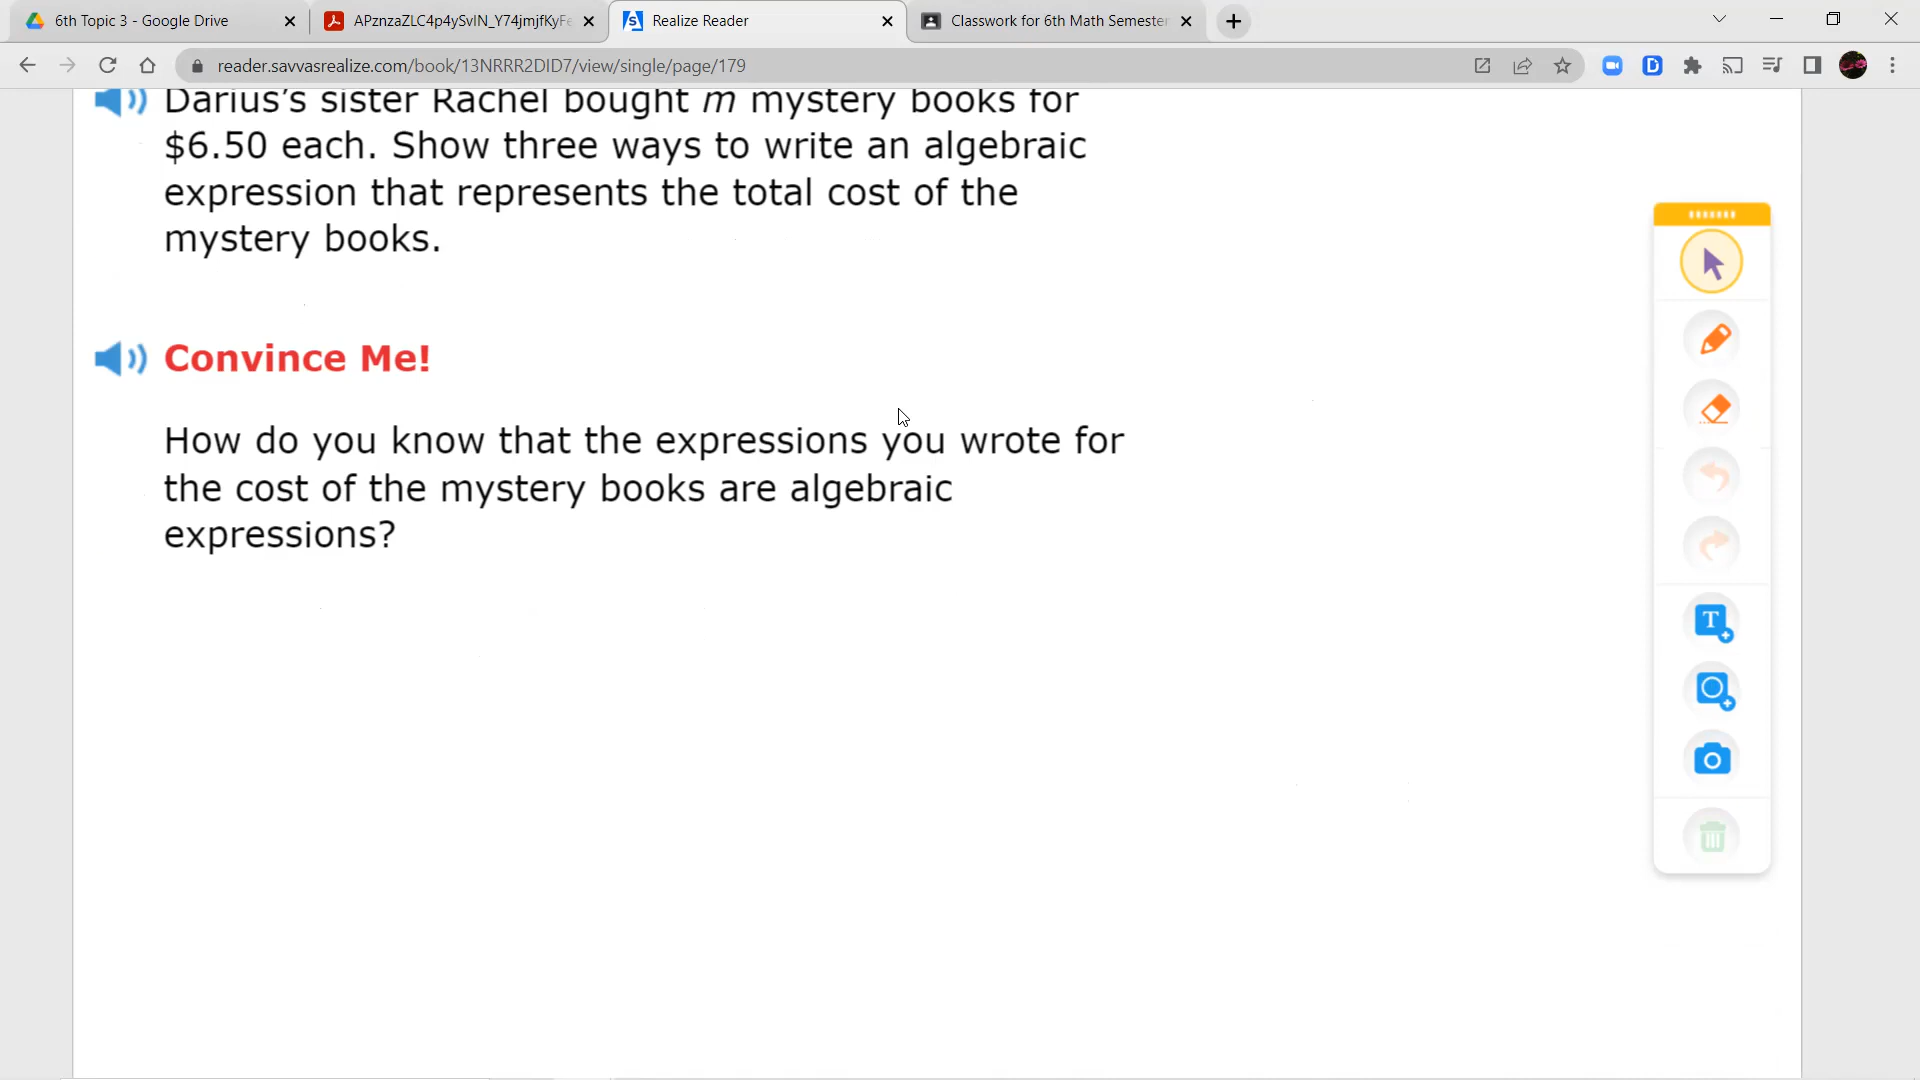 6th Topic 3 - Google Drive
Realize Reader
Classwork for 6th Math Semester
reader.savvasrealize.com/book/13NRRR2DID7/view/single/page/179
Darius's sister Rachel bought m mystery books for
$6.50 each. Show three ways to write an algebraic
expression that represents the total cost of the
mystery books.
Convince Me!
How do you know that the expressions you wrote for
the cost of the mystery books are algebraic
expressions?
T